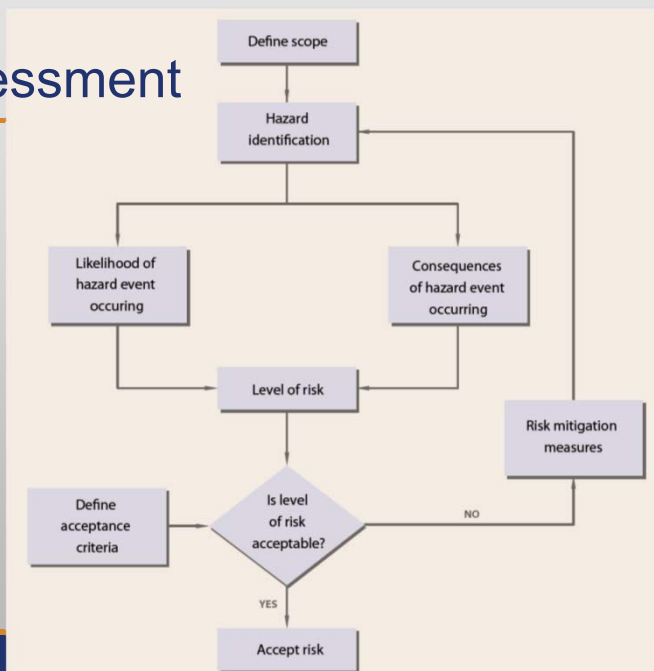 essment
Define scope
Hazard
identification
Likelihood of
hazard event
occuring
Consequences
of hazard event
occurring
Level of risk
Risk mitigation
measures
Define
acceptance
criteria
Is level
of risk
acceptable?
NO
YES
Accept risk